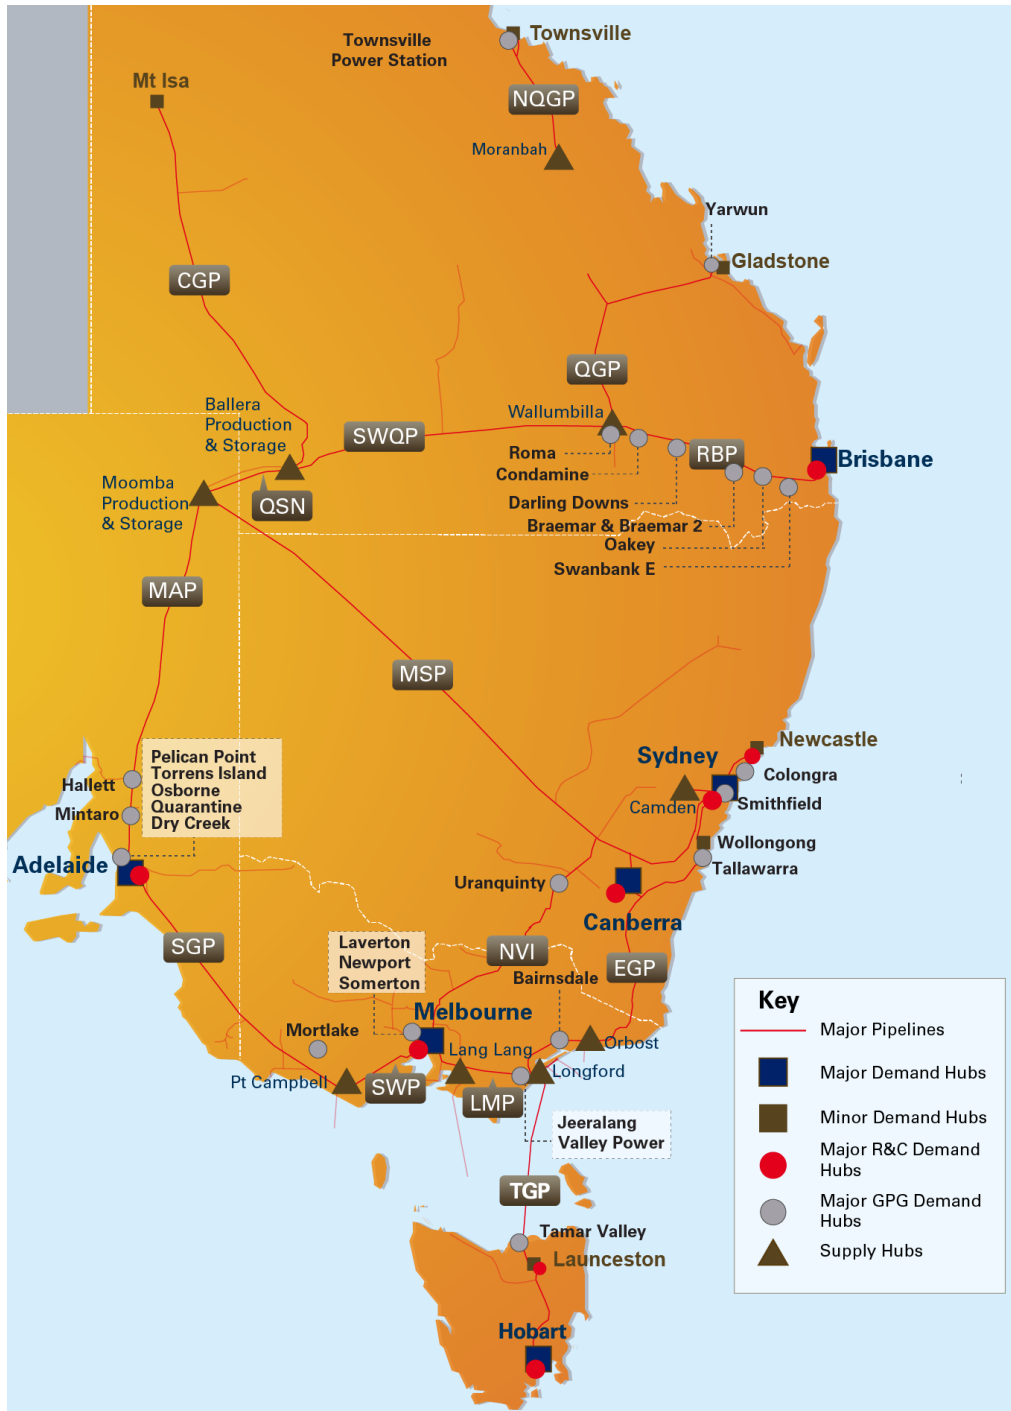 Townsville
Townsville
Power Station
Mt Isa
NQGP
Moranbah
Yarwun
Gladstone
CGP
QGP
Ballera
Production
& Storage
Wallumbilla
SWQP
Roma
RBP
Brisbane
Condamine
Moomba
Production
& Storage
QSN
Darling Downs
Braemar & Braemar 2
Oakey
Swanbank E
MAP
MSP
Newcastle
Sydney
Pelican Point
Torrens Island
Osborne
Quarantine
Dry Creek
Hallett
Mintaro
Colongra
Camden
Smithfield
Wollongong
Tallawarra
Adelaide
Uranquinty
Canberra
SGP
Laverton
Newport
Somerton
NVI
EGP
Bairnsdale
Melbourne
Mortlake
Lang Lang
Orbost
Pt Campbell
SWP
LMP
Longford
Jeeralang
Valley Power
TGP
Tamar Valley
Launceston
Hobart
Key
Major Pipelines
Major Demand Hubs
Minor Demand Hubs
Major R&C Demand
Hubs
Major GPG Demand
Hubs
Supply Hubs